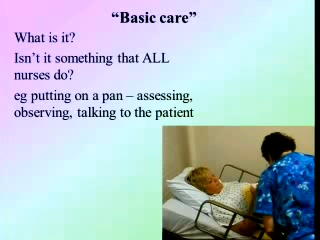 “Basic care”
What is it?
Isn’t it something that ALL
nurses do?
eg putting on a pan – assessing,
observing, talking to the patient